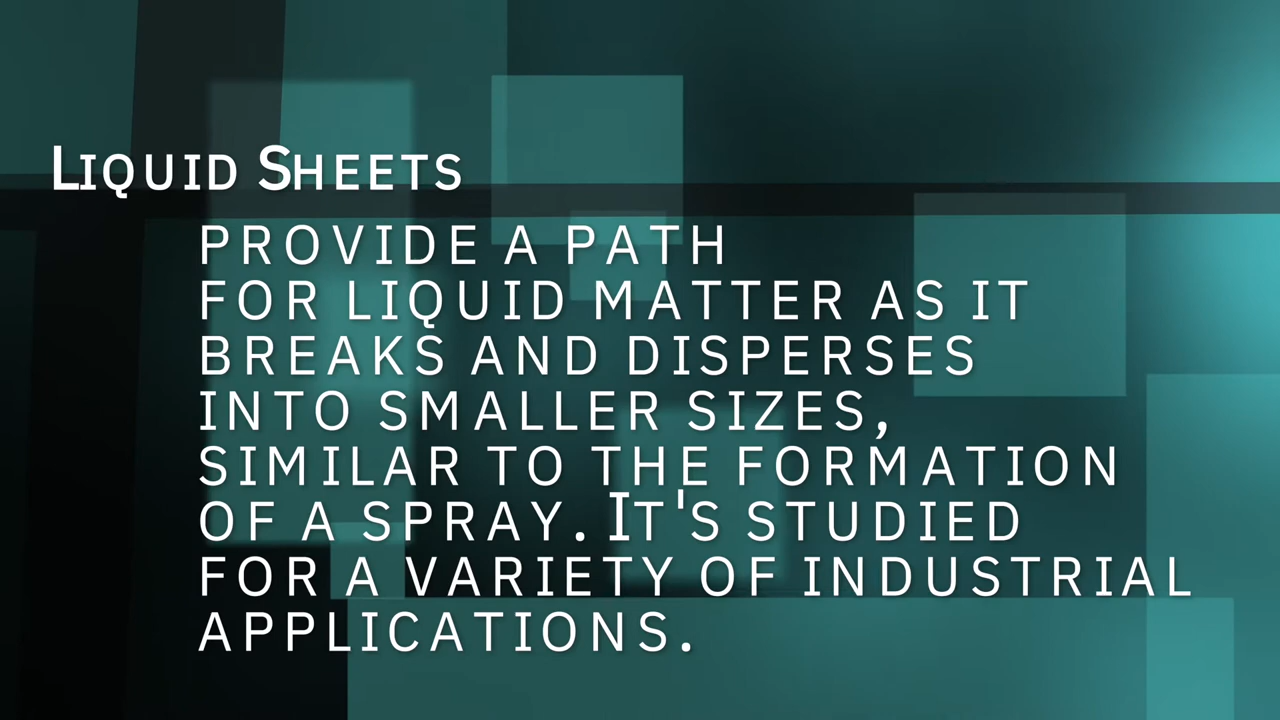 Liquid Sheets
provide a path
for liquid matter as it
breaks and disperses
into smaller sizes,
similar to the formation
of a spray. It's studied
for a variety of industrial
applications.